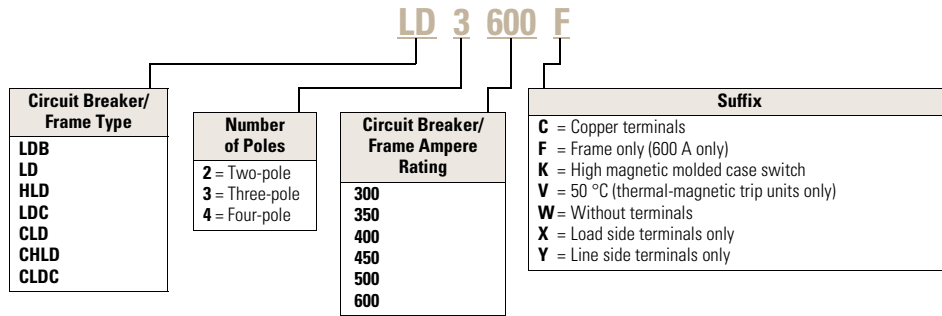 LD 3 600 F
Circuit Breaker/
Frame Type
LDB
LD
HLD
LDC
CLD
CHLD
CLDC
Number
of Poles
2 = Two-pole
3 = Three-pole
4 = Four-pole
Circuit Breaker/
Frame Ampere
Rating
300
350
400
450
500
600
Suffix
C = Copper terminals
F = Frame only (600 A only)
K = High magnetic molded case switch
V = 50 °C (thermal-magnetic trip units only)
W = Without terminals
X = Load side terminals only
Y = Line side terminals only